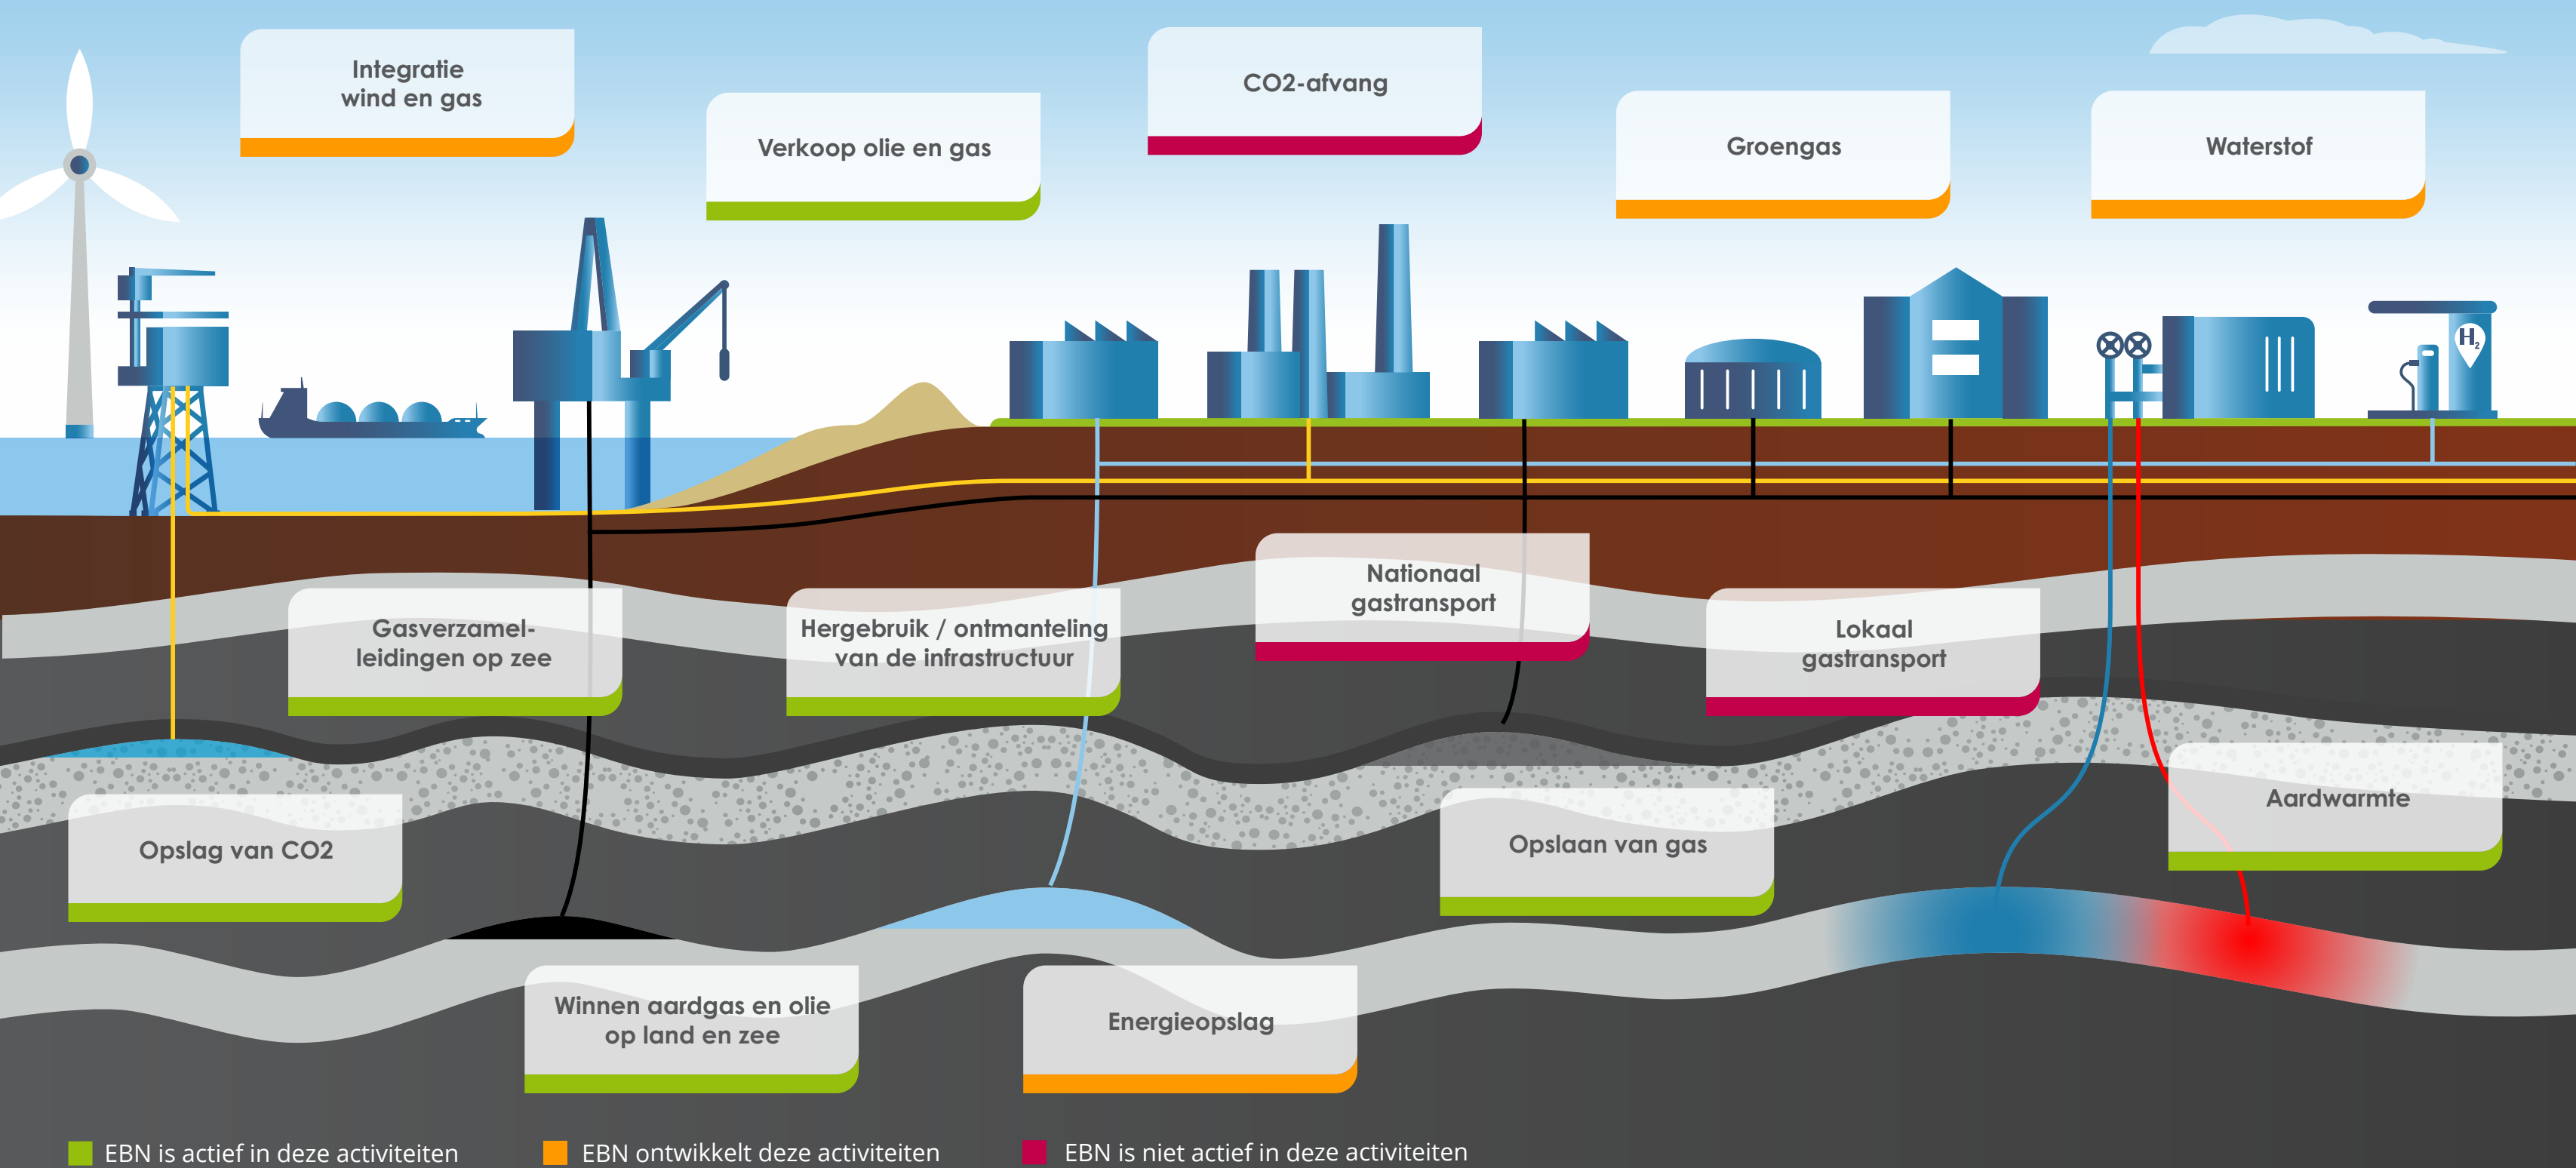 Integratie
wind en gas
Verkoop olie en gas
CO2-afvang
Groengas
Waterstof
H2
Nationaal
gastransport
Gasverzamel-
leidingen op zee
Hergebruik / ontmanteling
van de infrastructuur
Lokaal
gastransport
Aardwarmte
Opslag van CO2
Opslaan van gas
Winnen aardgas en olie
op land en zee
Energieopslag
EBN is actief in deze activiteiten
EBN ontwikkelt deze activiteiten
EBN is niet actief in deze activiteiten